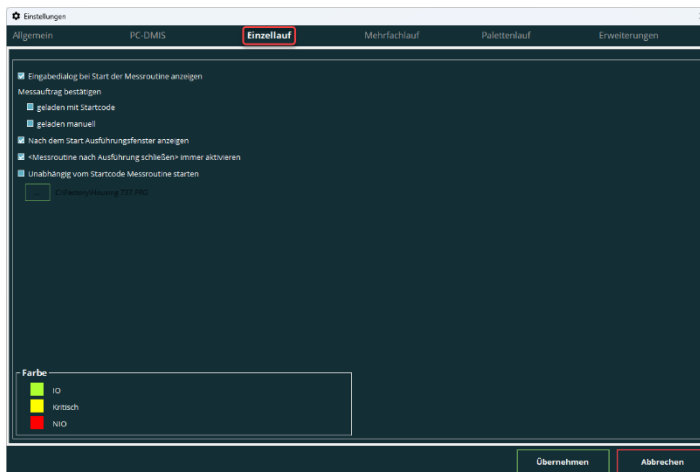 Einstellungen
Allgemein PC-DMIS Einzellauf Mehrfachlauf Palettenlauf Erweiterungen
Eingabedialog bei Start der Messroutine anzeigen
Messauftrag bestätigen
geladen mit Startcode
geladen manuell
Nach dem Start Ausführungsfenster anzeigen
<Messroutine nach Ausführung schließen> immer aktivieren
Unabhängig vom Startcode Messroutine starten
...
Farbe
IO
Kritisch
NIO
Übernehmen Abbrechen